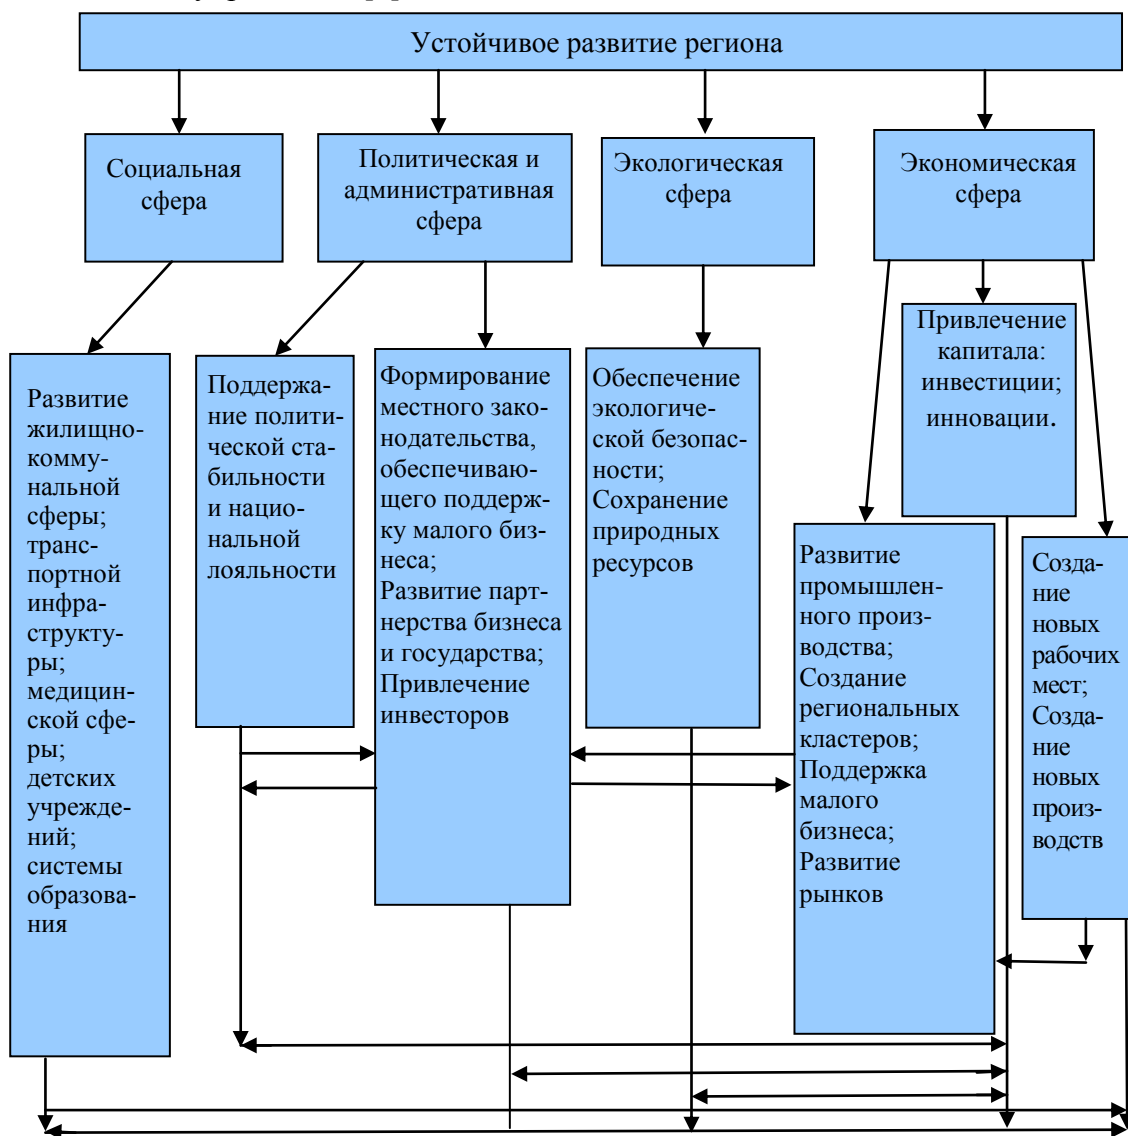 Устойчивое развитие региона
Социальная
сфера
Политическая и
административная
сфера
Экологическая
сфера
Экономическая
сфера
Привлечение
капитала:
инвестиции;
инновации.
Развитие
жилищно-
комму-
нальной
сферы;
транс-
портной
инфра-
структу-
ры;
медицин-
ской сфе-
ры;
детских
учрежде-
ний;
системы
образова-
ния
Поддержа-
ние полити-
ческой ста-
бильности
и нацио-
нальной
лояльности
Формирование
местного зако-
нодательства,
обеспечиваю-
щего поддерж-
ку малого биз-
неса;
Развитие парт-
нерства бизнеса
и государства;
Привлечение
инвесторов
Обеспечение
экологиче-
ской безопас-
ности;
Сохранение
природных
ресурсов
Развитие
промышлен-
ного произ-
водства;
Создание
региональных
кластеров;
Поддержка
малого
бизнеса;
Развитие
рынков
Созда-
ние
новых
рабочих
мест;
Созда-
ние
новых
произ-
водств